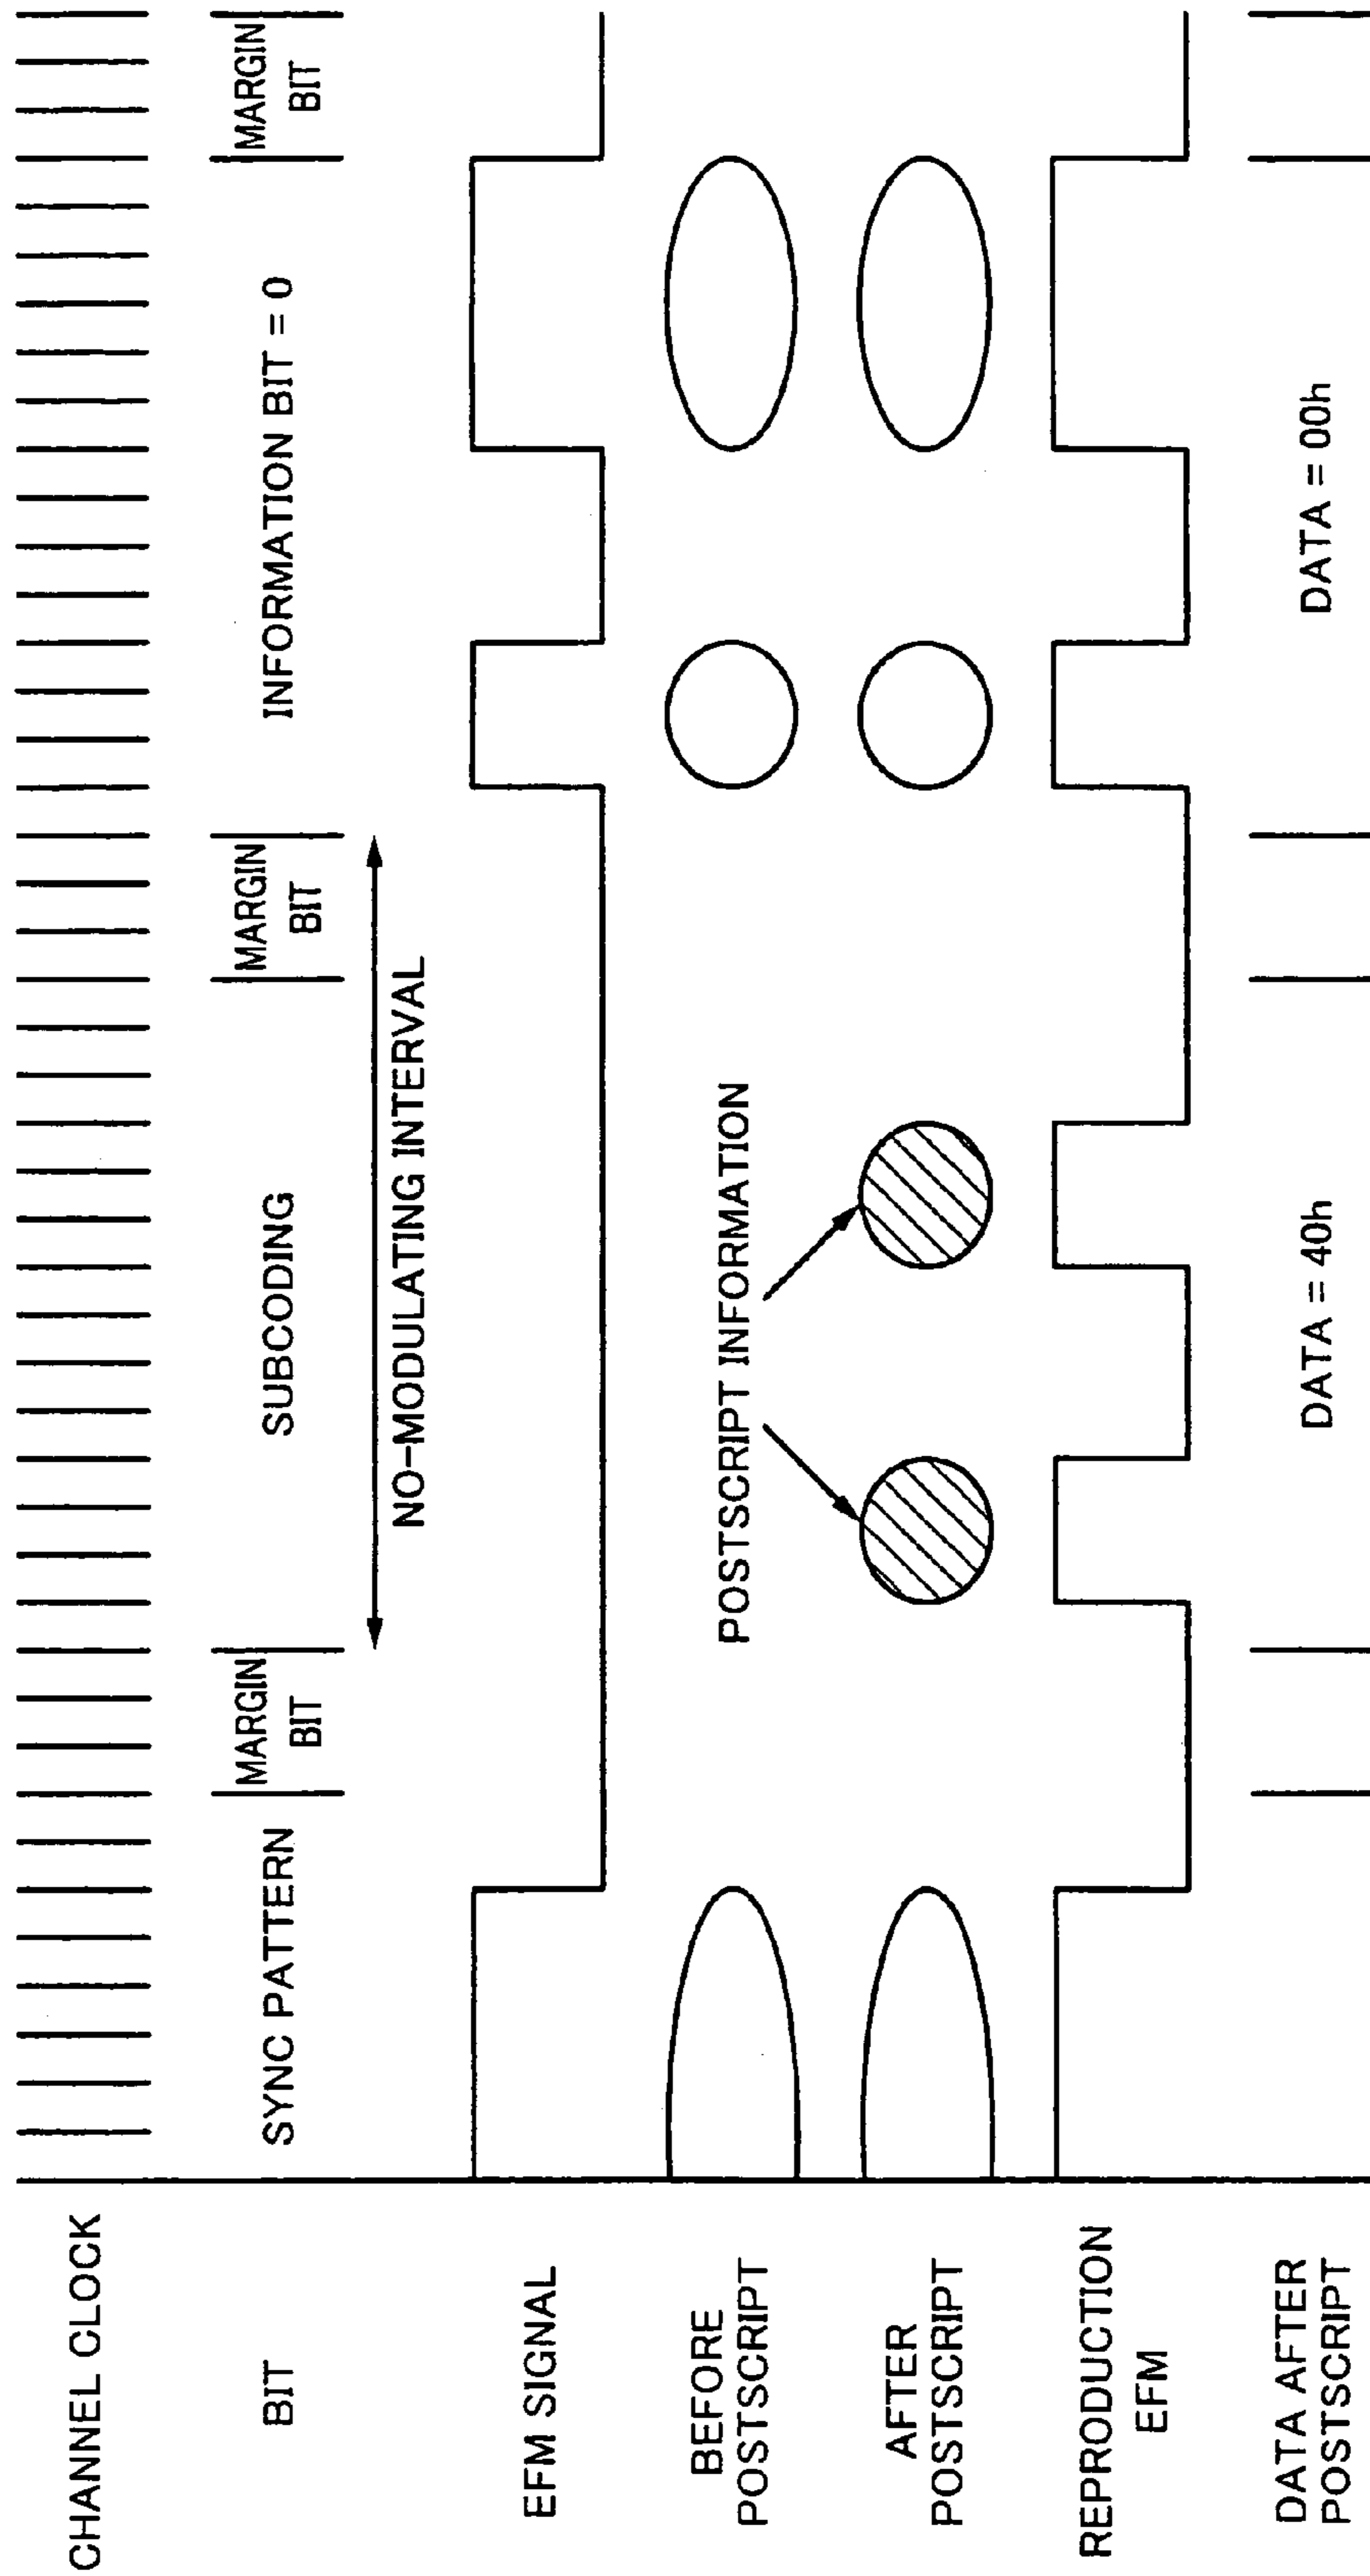 CHANNEL CLOCK
BIT
SYNC PATTERN
MARGIN
BIT
SUBCODING
MARGIN
BIT
INFORMATION BIT = 0
MARGIN
BIT
NO-MODULATING INTERVAL
EFM SIGNAL
BEFORE
POSTSCRIPT
POSTSCRIPT INFORMATION
AFTER
POSTSCRIPT
REPRODUCTION
EFM
DATA AFTER
POSTSCRIPT
DATA = 40h
DATA = 00h